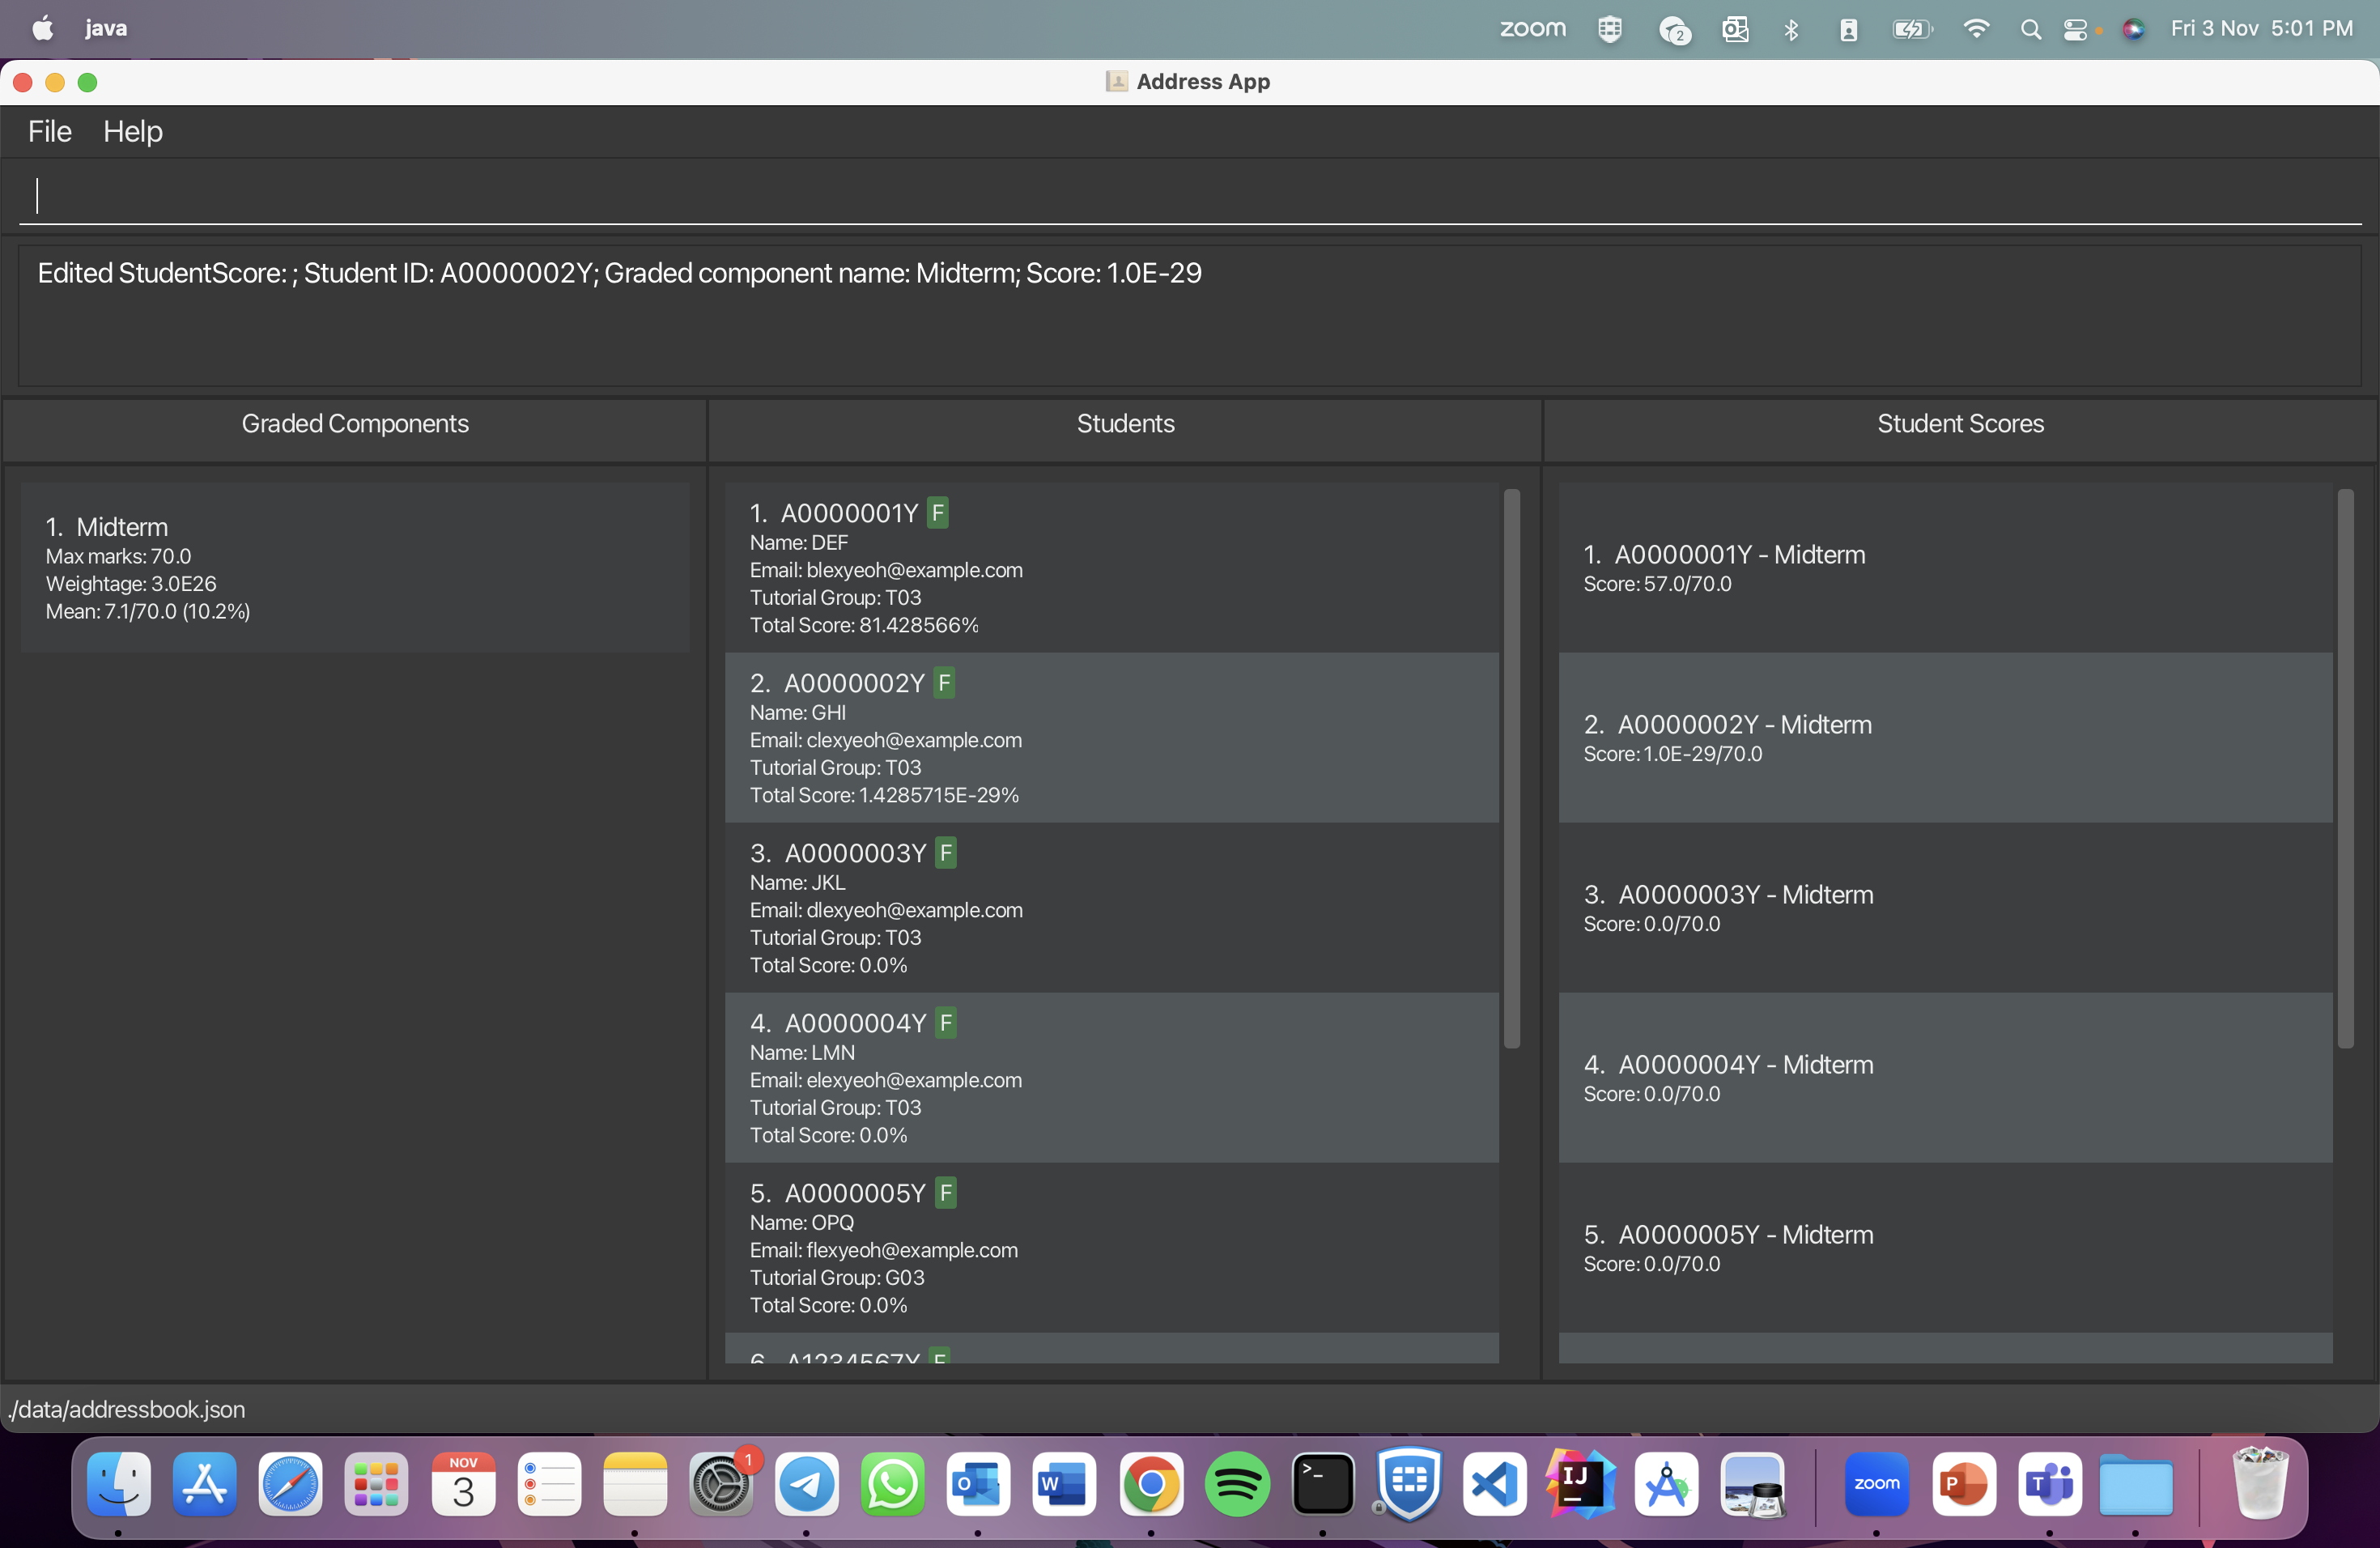 java
zoom
2
Fri 3 Nov 5:01 PM
Address App
File Help
Edited StudentScore: ; Student ID: A0000002Y; Graded component name: Midterm; Score: 1.0E-29
Graded Components
Students
Student Scores
1. Midterm
Max marks: 70.0
Weightage: 3.0E26
Mean: 7.1/70.0 (10.2%)
1. A0000001Y F
Name: DEF
Email: blexyeoh@example.com
Tutorial Group: T03
Total Score: 81.428566%
2. A0000002Y F
Name: GHI
Email: clexyeoh@example.com
Tutorial Group: T03
Total Score: 1.4285715E-29%
3. A0000003Y F
Name: JKL
Email: dlexyeoh@example.com
Tutorial Group: T03
Total Score: 0.0%
4. A0000004Y F
Name: LMN
Email: elexyeoh@example.com
Tutorial Group: T03
Total Score: 0.0%
5. A0000005Y F
Name: OPQ
Email: flexyeoh@example.com
Tutorial Group: G03
Total Score: 0.0%
6. A1234567Y F
1. A0000001Y - Midterm
Score: 57.0/70.0
2. A0000002Y - Midterm
Score: 1.0E-29/70.0
3. A0000003Y - Midterm
Score: 0.0/70.0
4. A0000004Y - Midterm
Score: 0.0/70.0
5. A0000005Y - Midterm
Score: 0.0/70.0
./data/addressbook.json
NOV
3
1
O
W
>_
IJ
zoom
P
T